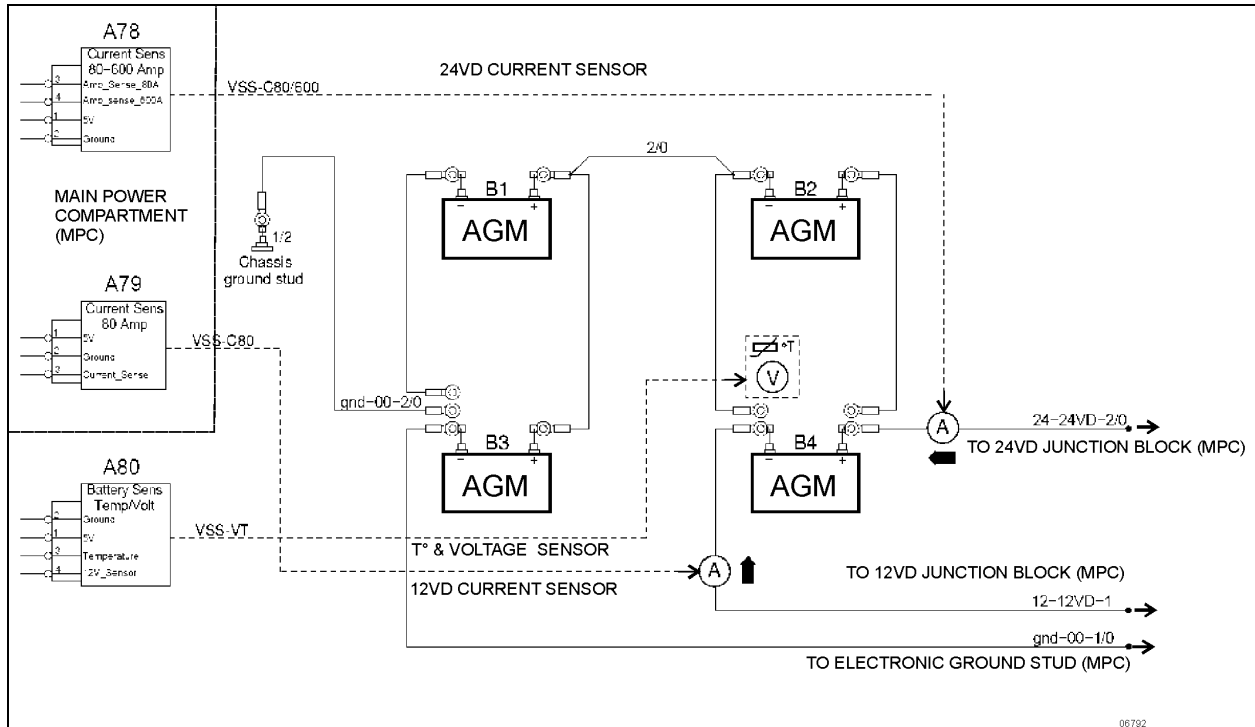 A78
Current Sens
80-600 Amp
3 Amp_Sense_80A
4 Amp_sense_600A
1 5V
2 Ground
VSS-C80/600
24VD CURRENT SENSOR
MAIN POWER
COMPARTMENT
(MPC)
1/2
Chassis
ground stud
2/0
B1
- +
AGM
B2
- +
AGM
A79
Current Sens
80 Amp
1 5V
2 Ground
3 Current_Sense
VSS-C80
gnd-00-2/0
°T
V
B3
- +
AGM
B4
- +
AGM
A
24-24VD-2/0
TO 24VD JUNCTION BLOCK (MPC)
A80
Battery Sens
Temp/Volt
2 Ground
1 5V
3 Temperature
4 12V_Sensor
VSS-VT
T° & VOLTAGE SENSOR
12VD CURRENT SENSOR
A
TO 12VD JUNCTION BLOCK (MPC)
12-12VD-1
gnd-00-1/0
TO ELECTRONIC GROUND STUD (MPC)
06792